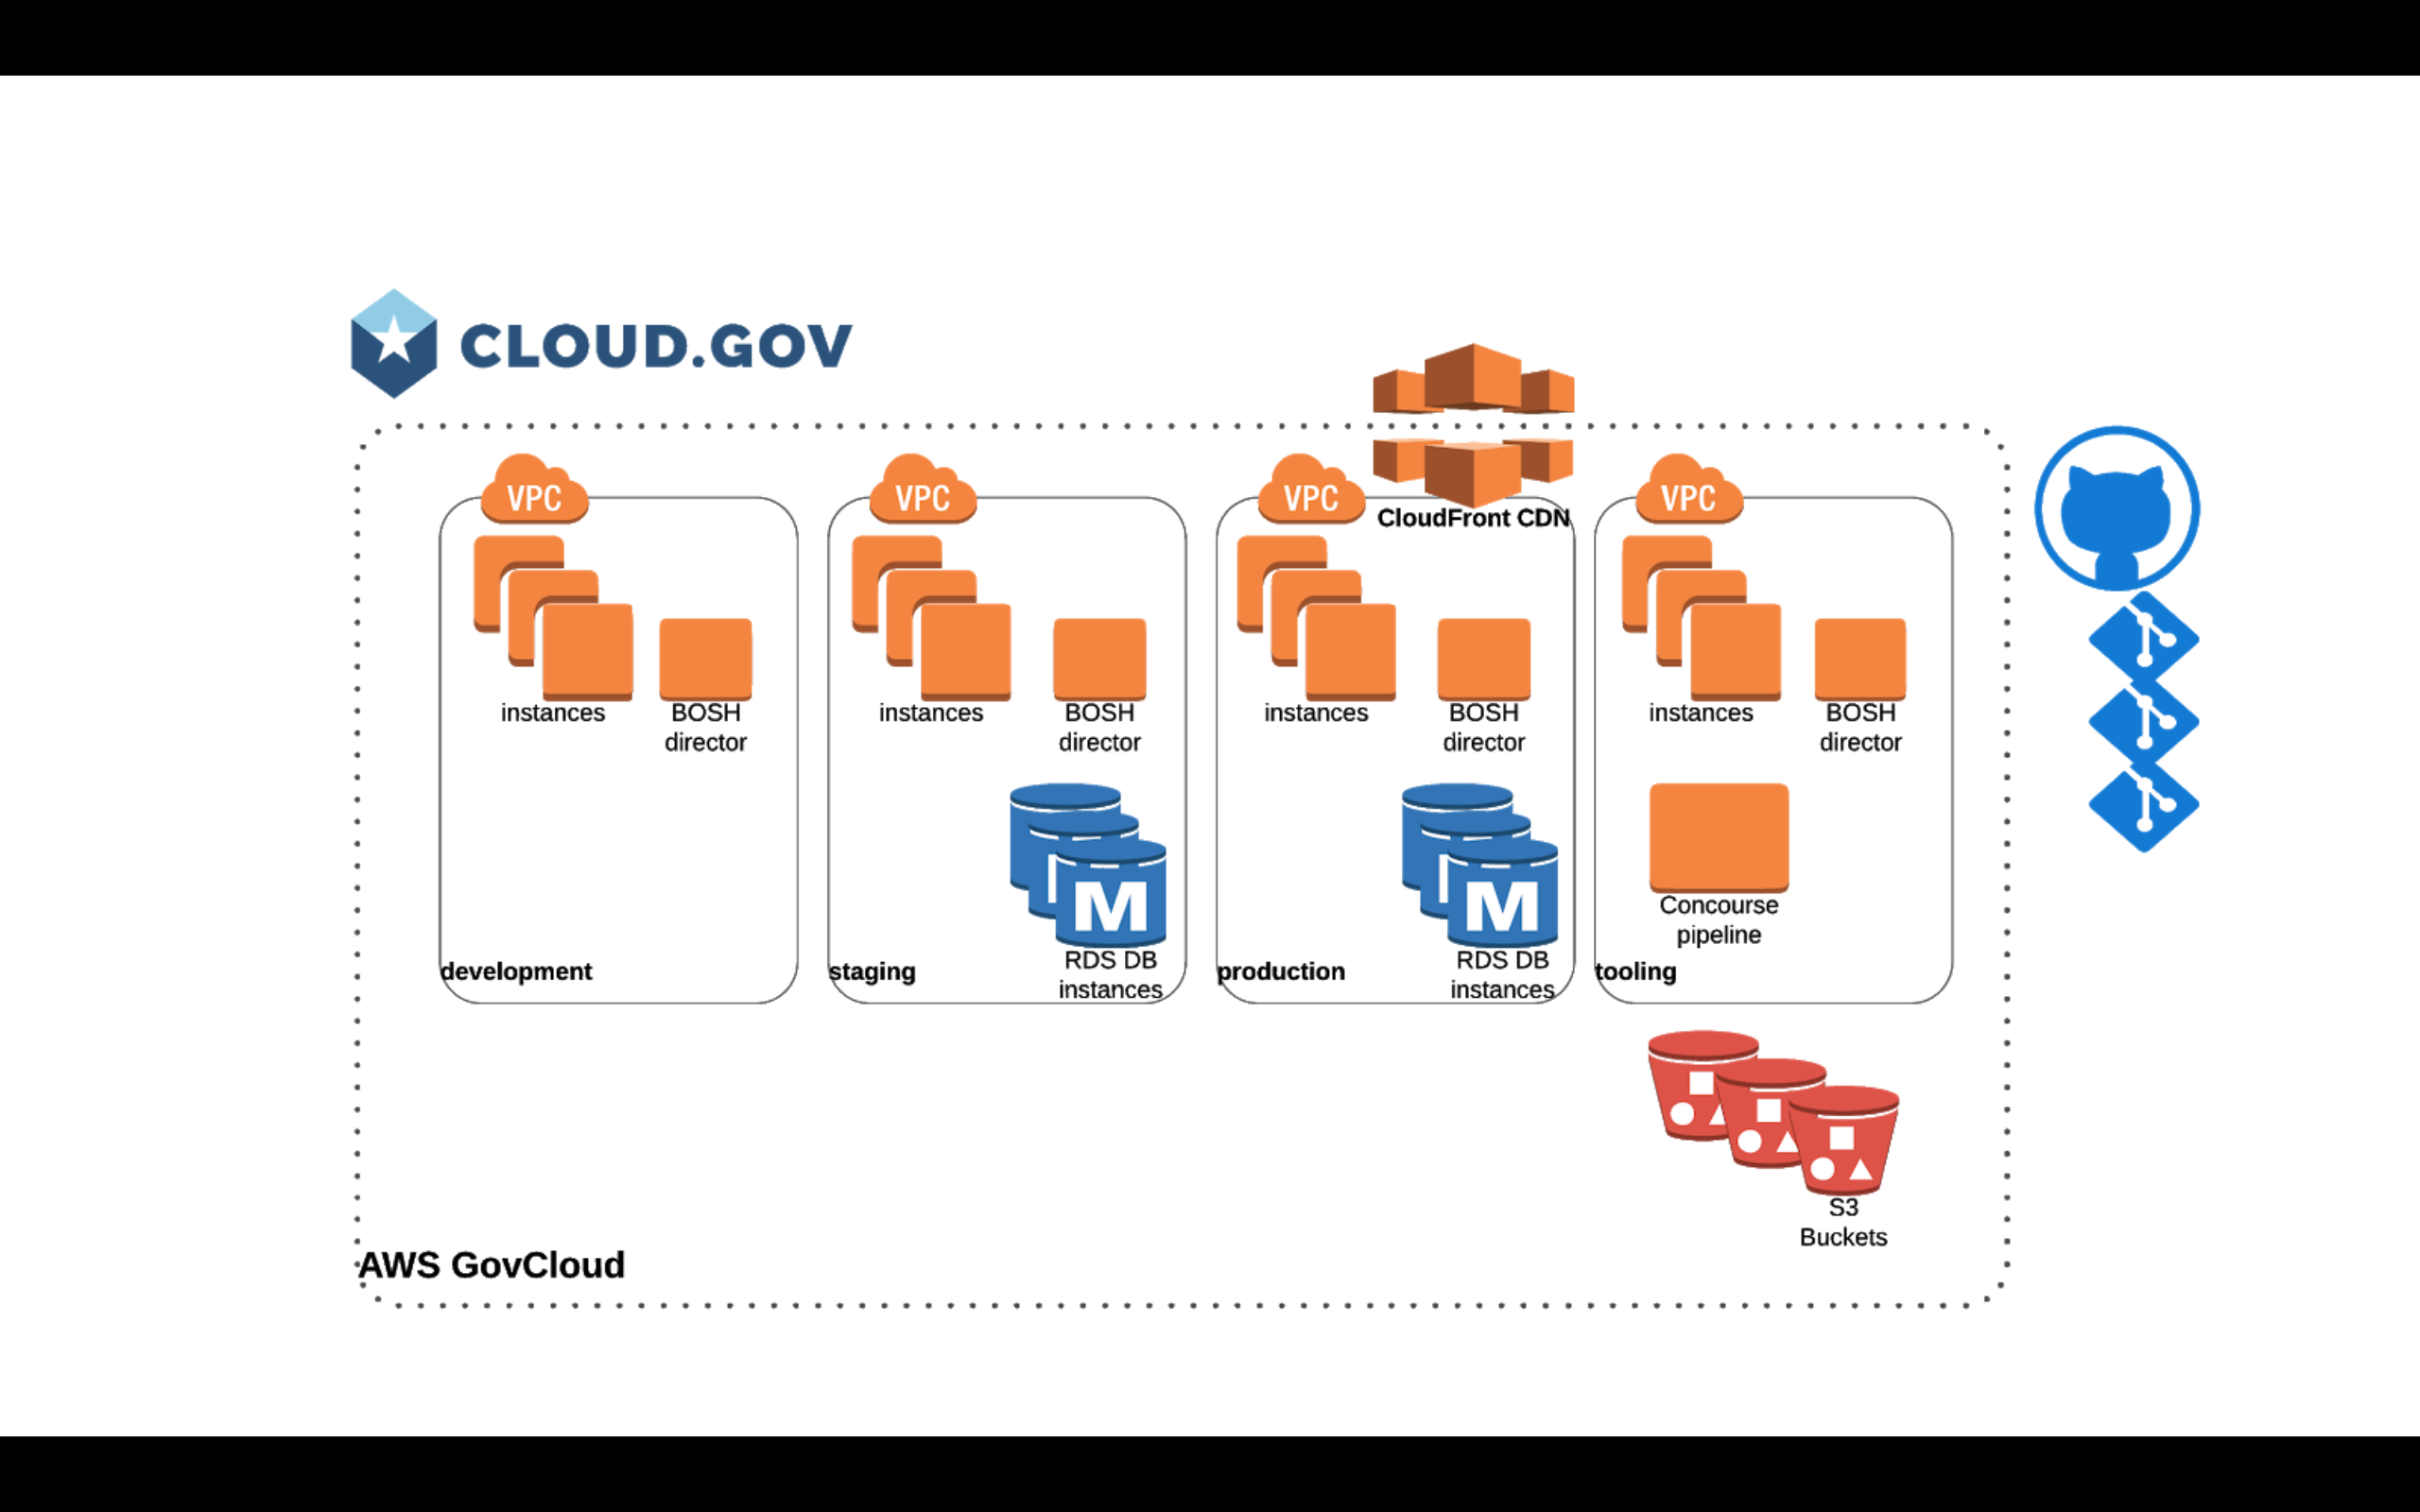 CLOUD.GOV
VPC
VPC
VPC
VPC
CloudFront CDN
instances
BOSH
director
instances
BOSH
director
instances
BOSH
director
instances
BOSH
director
M
RDS DB
instances
M
RDS DB
instances
Concourse
pipeline
development
staging
production
tooling
S3
Buckets
AWS GovCloud